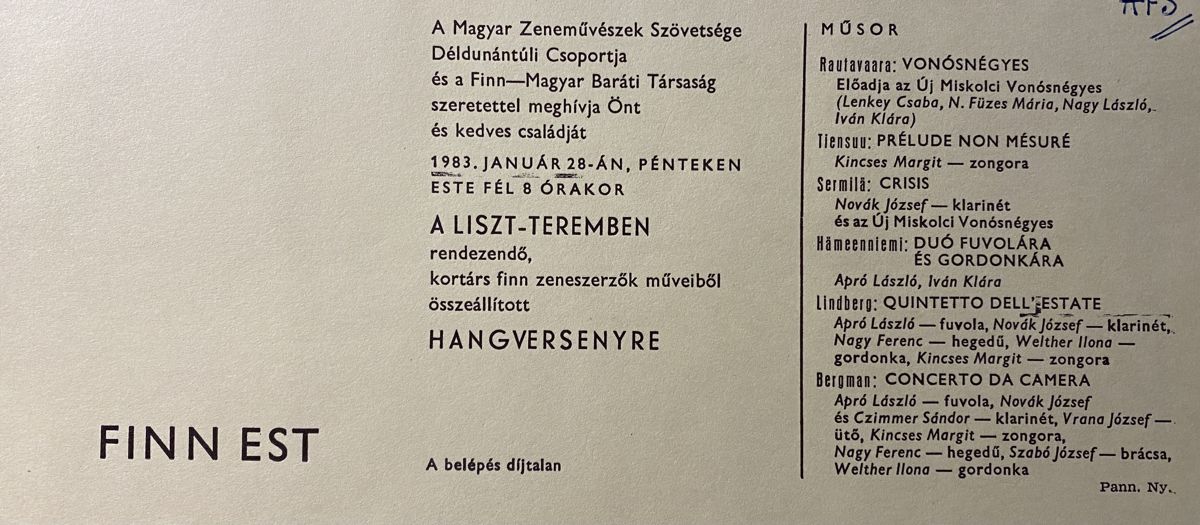 FINN EST
A Magyar Zeneművészek Szövetsége
Déldunántúli Csoportja
és a Finn—Magyar Baráti Társaság
szeretettel meghívja Önt
és kedves családját
1983. JANUÁR 28-ÁN, PÉNTEKEN
ESTE FÉL 8 ÓRAKOR
A LISZT-TEREMBEN
rendezendő,
kortárs finn zeneszerzők műveiből
összeállított
HANGVERSENYRE
A belépés díjtalan
MŰSOR
Rautavaara: VONÓSNÉGYES
Előadja az Új Miskolci Vonósnégyes
(Lenkey Csaba, N. Füzes Mária, Nagy László,
Iván Klára)
Tiensuu: PRÉLUDE NON MÉSURÉ
Kincses Margit — zongora
Sermilä: CRISIS
Novák József — klarinét
és az Új Miskolci Vonósnégyes
Hämeenniemi: DUÓ FUVOLÁRA
ÉS GORDONKÁRA
Apró László, Iván Klára
Lindberg: QUINTETTO DELL'ESTATE
Apró László — fuvola, Novák József — klarinét,
Nagy Ferenc — hegedű, Welther Ilona —
gordonka, Kincses Margit — zongora
Bergman: CONCERTO DA CAMERA
Apró László — fuvola, Novák József
és Czimmer Sándor — klarinét, Vrana József —
ütő, Kincses Margit — zongora,
Nagy Ferenc — hegedű, Szabó József — brácsa,
Welther Ilona — gordonka
Pann. Ny.